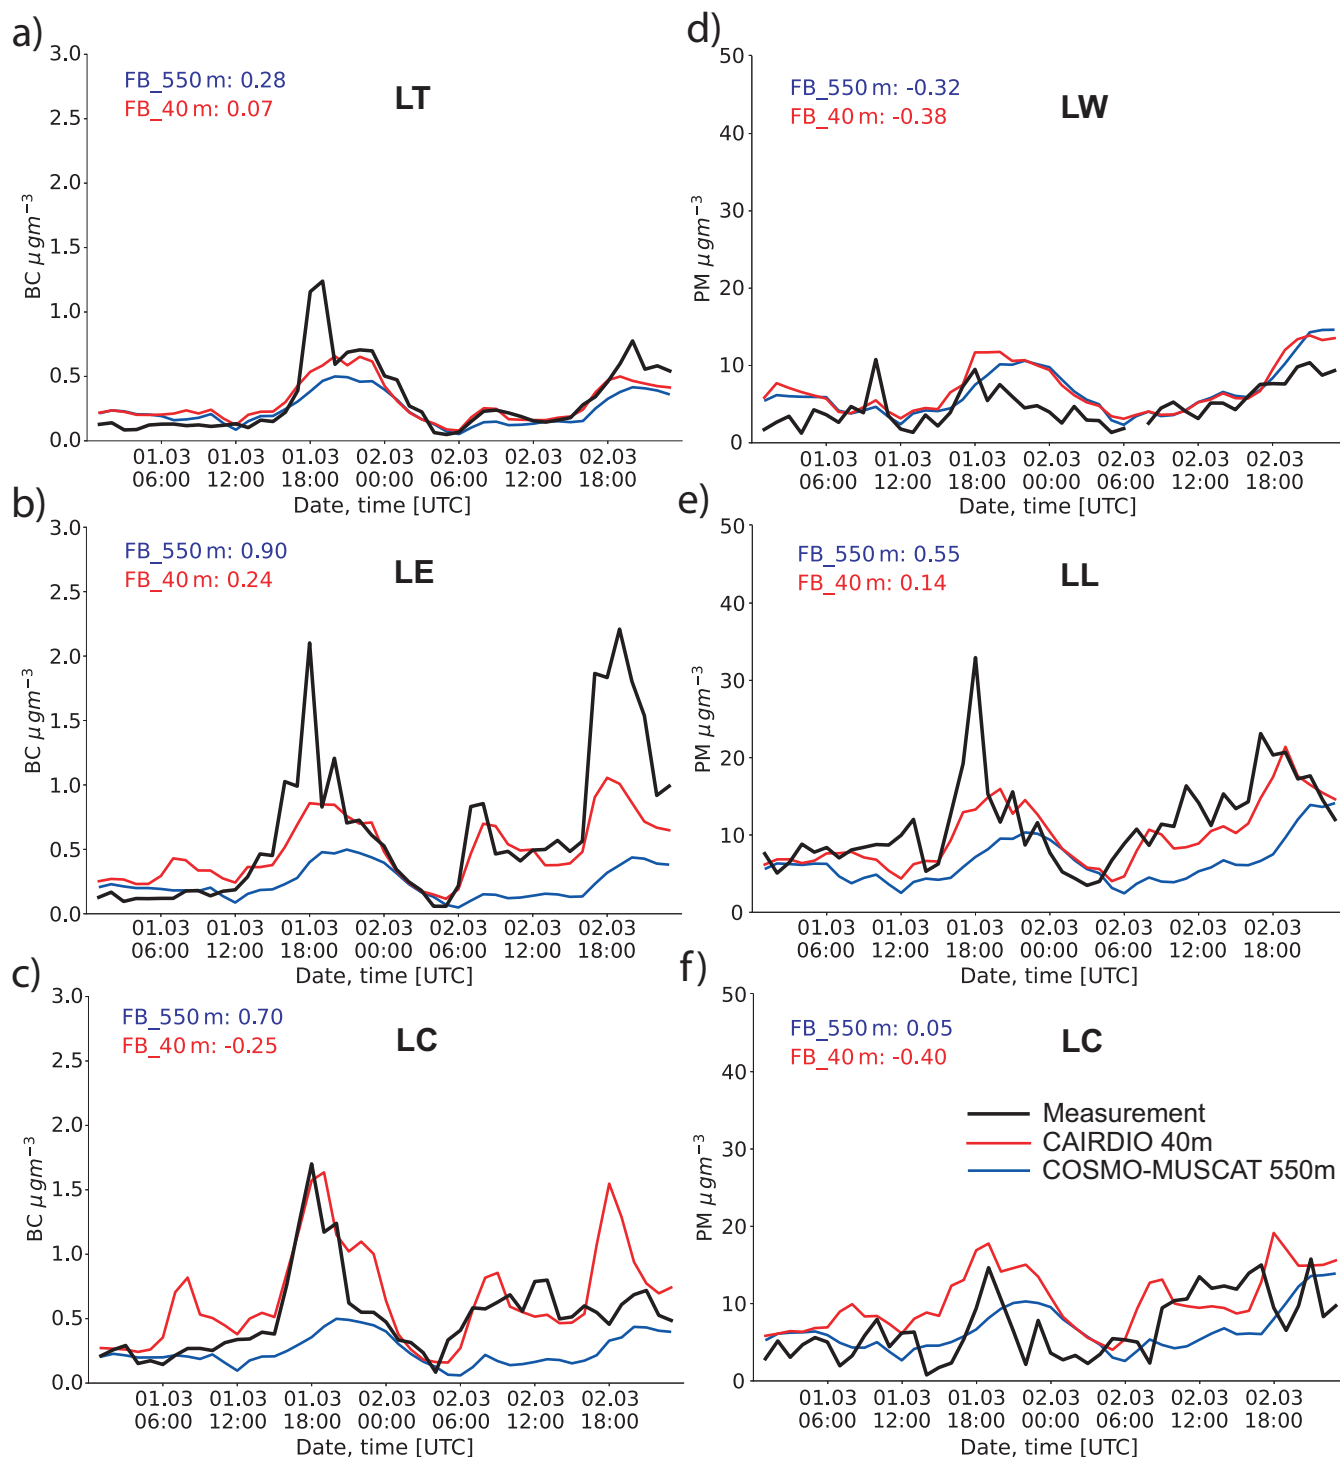 a)
3.0
2.5
2.0
1.5
1.0
0.5
0.0
BC μgm⁻³
FB_550 m: 0.28
FB_40 m: 0.07
LT
01.03 01.03 01.03 02.03 02.03 02.03 02.03
06:00 12:00 18:00 00:00 06:00 12:00 18:00
Date, time [UTC]
b)
3.0
2.5
2.0
1.5
1.0
0.5
0.0
BC μgm⁻³
FB_550 m: 0.90
FB_40 m: 0.24
LE
01.03 01.03 01.03 02.03 02.03 02.03 02.03
06:00 12:00 18:00 00:00 06:00 12:00 18:00
Date, time [UTC]
c)
3.0
2.5
2.0
1.5
1.0
0.5
0.0
BC μgm⁻³
FB_550 m: 0.70
FB_40 m: -0.25
LC
01.03 01.03 01.03 02.03 02.03 02.03 02.03
06:00 12:00 18:00 00:00 06:00 12:00 18:00
Date, time [UTC]
d)
50
40
30
20
10
0
PM μgm⁻³
FB_550 m: -0.32
FB_40 m: -0.38
LW
01.03 01.03 01.03 02.03 02.03 02.03 02.03
06:00 12:00 18:00 00:00 06:00 12:00 18:00
Date, time [UTC]
e)
50
40
30
20
10
0
PM μgm⁻³
FB_550 m: 0.55
FB_40 m: 0.14
LL
01.03 01.03 01.03 02.03 02.03 02.03 02.03
06:00 12:00 18:00 00:00 06:00 12:00 18:00
Date, time [UTC]
f)
50
40
30
20
10
0
PM μgm⁻³
FB_550 m: 0.05
FB_40 m: -0.40
LC
Measurement
CAIRDIO 40m
COSMO-MUSCAT 550m
01.03 01.03 01.03 02.03 02.03 02.03 02.03
06:00 12:00 18:00 00:00 06:00 12:00 18:00
Date, time [UTC]